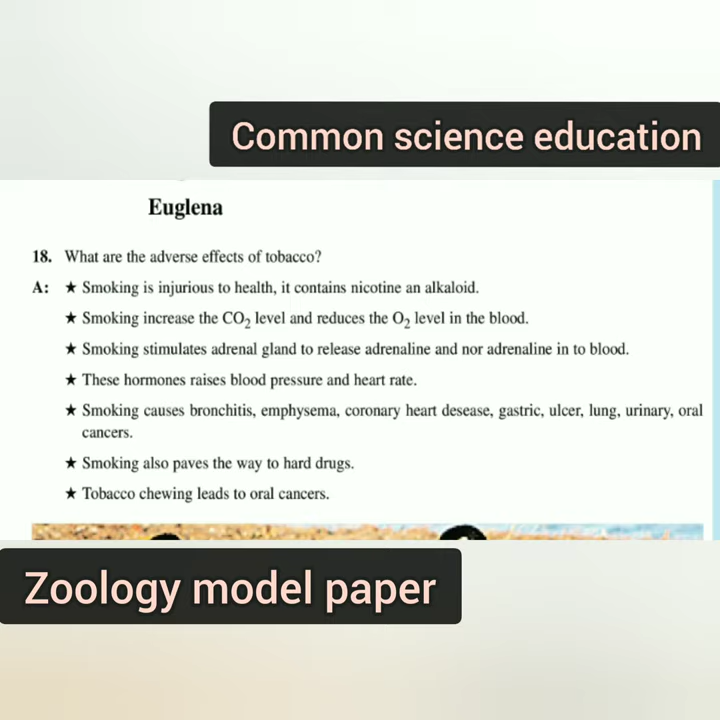 Common science education
Euglena
18. What are the adverse effects of tobacco?
A: ★ Smoking is injurious to health, it contains nicotine an alkaloid.
★ Smoking increase the CO₂ level and reduces the O₂ level in the blood.
★ Smoking stimulates adrenal gland to release adrenaline and nor adrenaline in to blood.
★ These hormones raises blood pressure and heart rate.
★ Smoking causes bronchitis, emphysema, coronary heart desease, gastric, ulcer, lung, urinary, oral
cancers.
★ Smoking also paves the way to hard drugs.
★ Tobacco chewing leads to oral cancers.
Zoology model paper